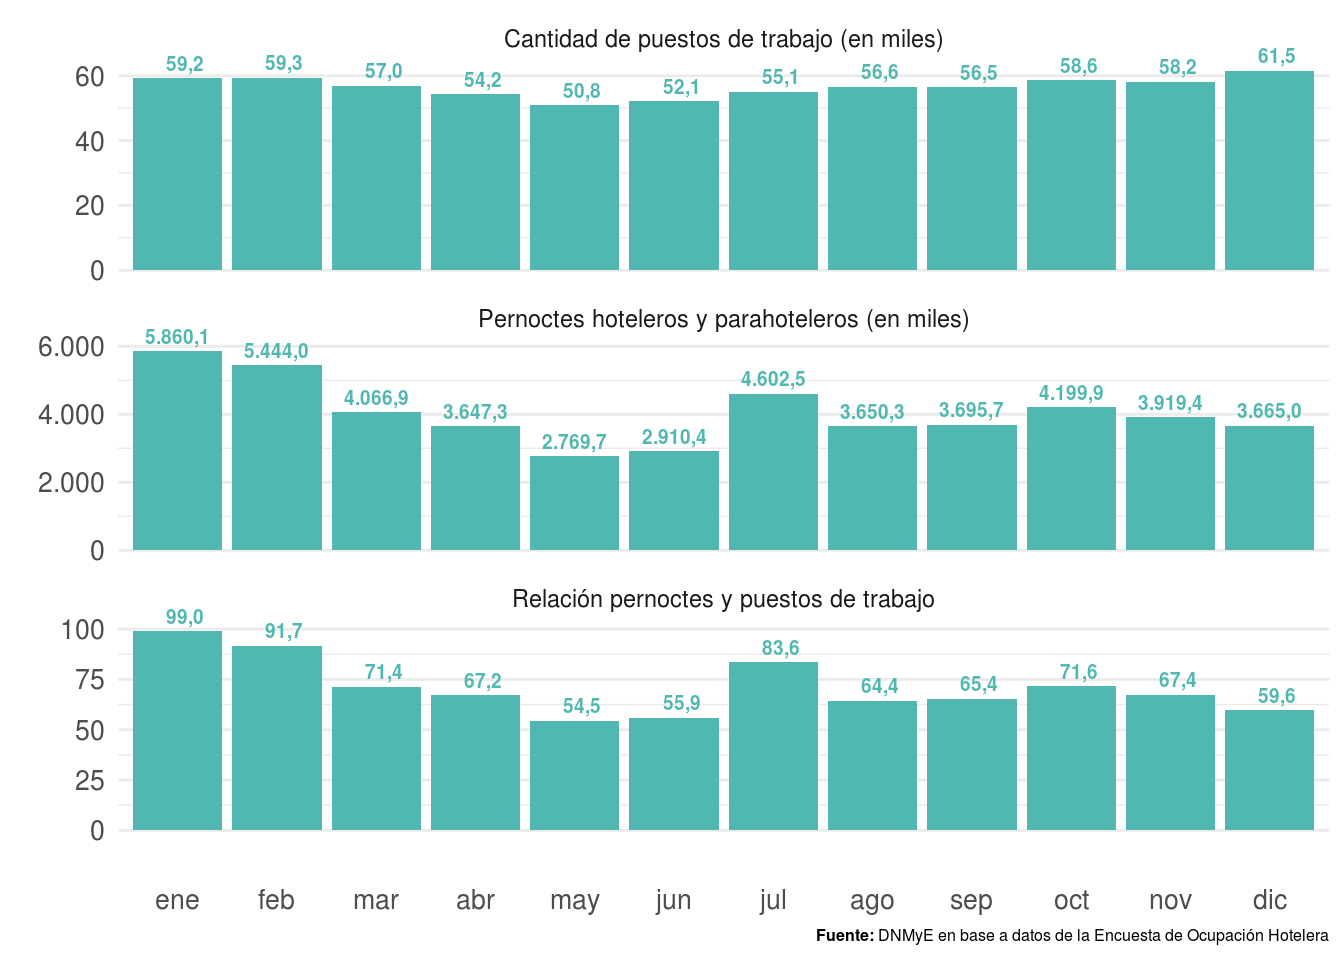 Cantidad de puestos de trabajo (en miles)
59,2 59,3 57,0 54,2 50,8 52,1 55,1 56,6 56,5 58,6 58,2 61,5
60
40
20
0
Pernoctes hoteleros y parahoteleros (en miles)
5.860,1 5.444,0 4.066,9 3.647,3 2.769,7 2.910,4 4.602,5 3.650,3 3.695,7 4.199,9 3.919,4 3.665,0
6.000
4.000
2.000
0
Relación pernoctes y puestos de trabajo
99,0 91,7 71,4 67,2 54,5 55,9 83,6 64,4 65,4 71,6 67,4 59,6
100
75
50
25
0
ene feb mar abr may jun jul ago sep oct nov dic
Fuente: DNMyE en base a datos de la Encuesta de Ocupación Hotelera